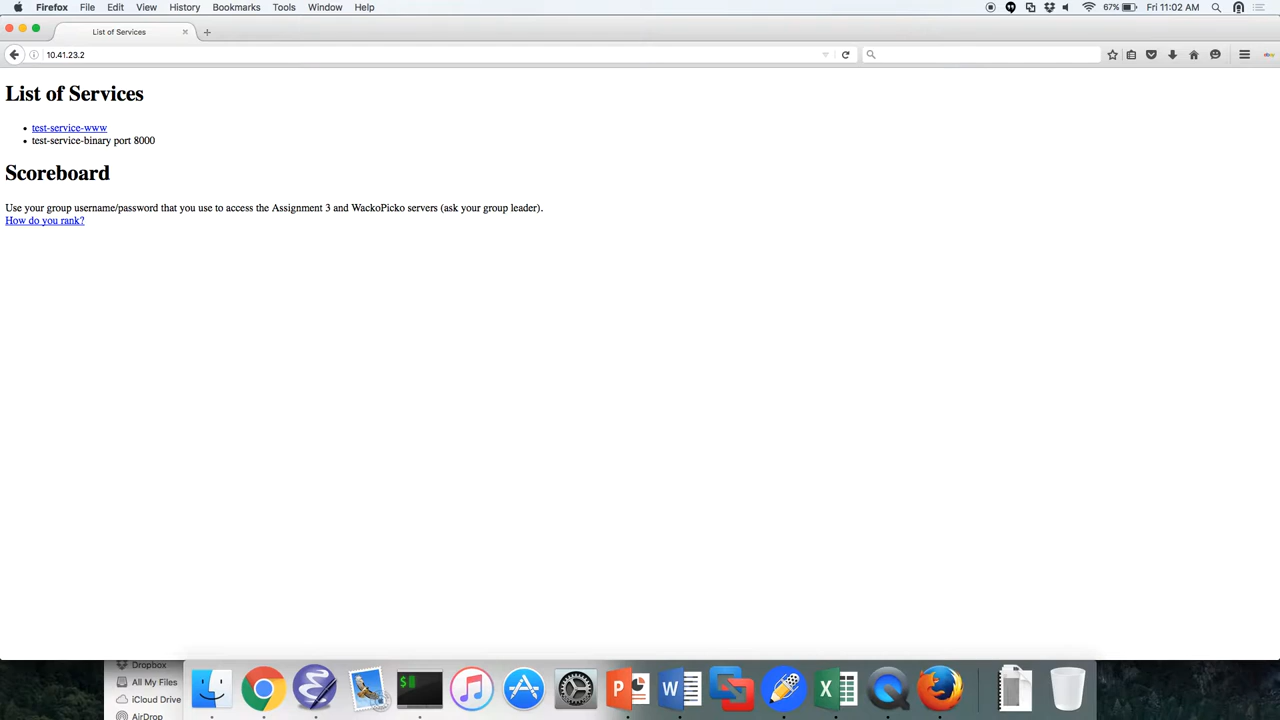 Firefox File Edit View History Bookmarks Tools Window Help 67% Fri 11:02 AM
List of Services
10.41.23.2
List of Services
test-service-www
test-service-binary port 8000
Scoreboard
Use your group username/password that you use to access the Assignment 3 and WackoPicko servers (ask your group leader).
How do you rank?
Dropbox
All My Files
iCloud Drive
AirDrop